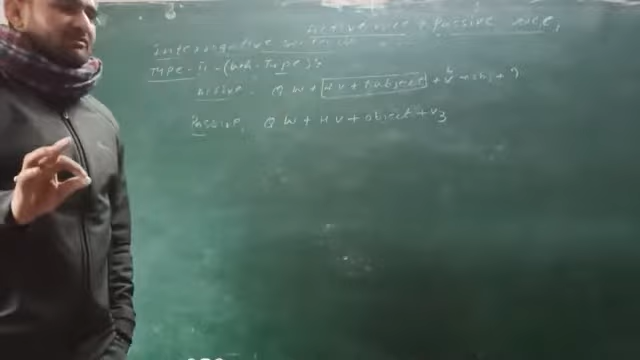 Active voice & Passive voice,
Interrogative sentence
Type-II-(wh-Type):
Active. Q W + H V + subject + V + obj + ?
Passive. Q W + H V + object + V3